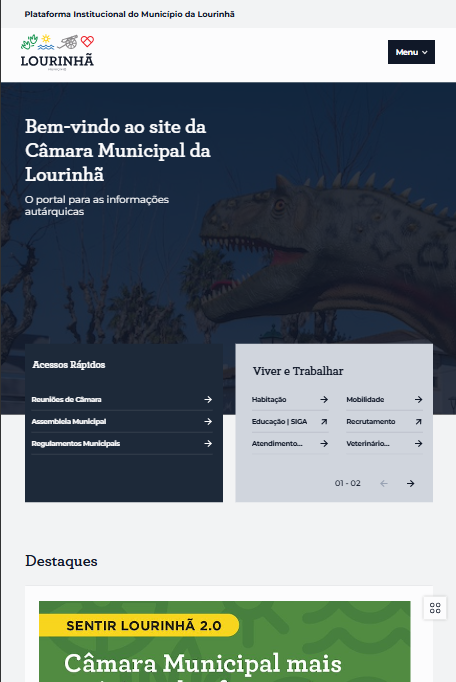 Plataforma Institucional do Município da Lourinhã
LOURINHÃ
Menu
Bem-vindo ao site da
Câmara Municipal da
Lourinhã
O portal para as informações
autárquicas
Acessos Rápidos
Reuniões de Câmara
Assembleia Municipal
Regulamentos Municipais
Viver e Trabalhar
Habitação
Mobilidade
Educação | SIGA
Recrutamento
Atendimento...
Veterinário...
01 - 02
Destaques
SENTIR LOURINHÃ 2.0
Câmara Municipal mais